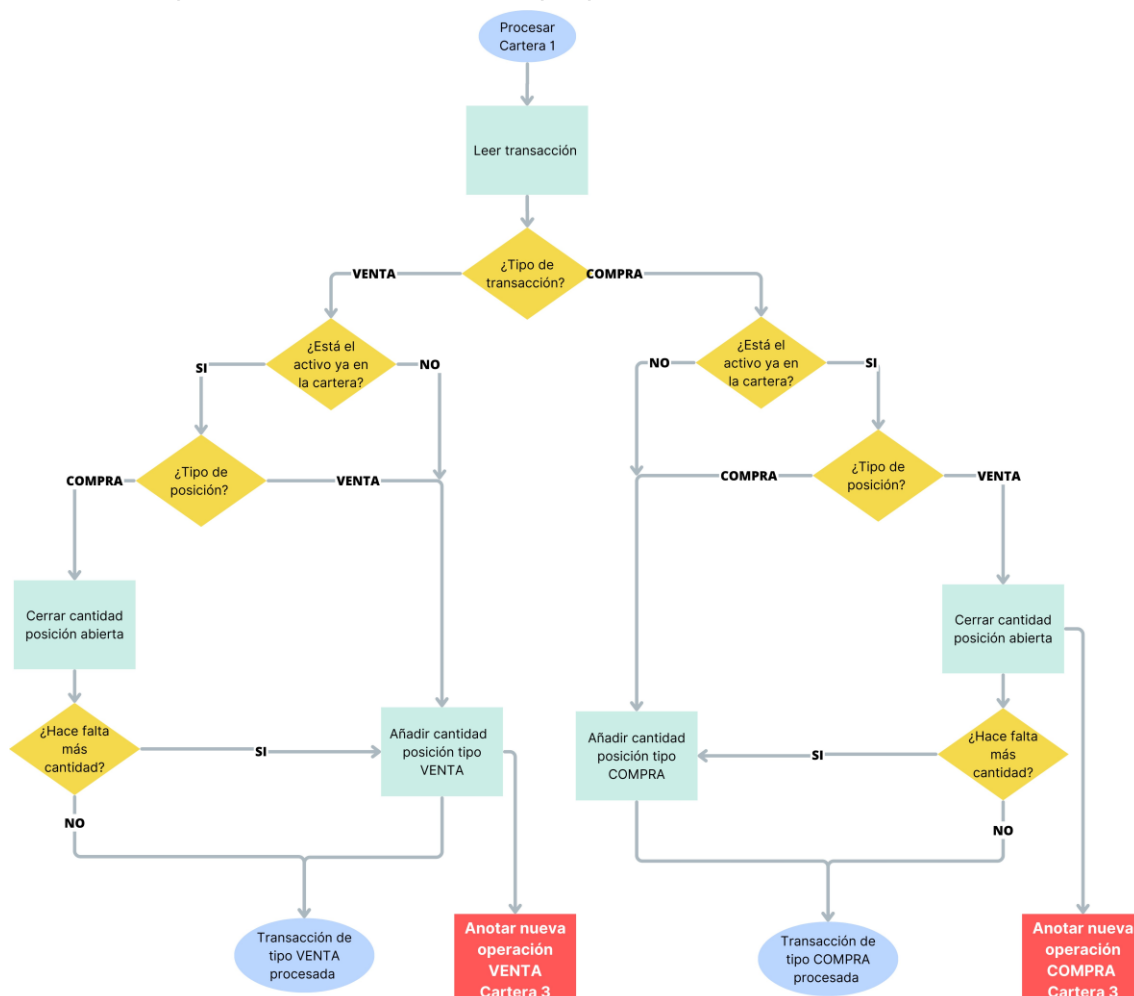 Procesar
Cartera 1
Leer transacción
¿Tipo de
transacción?
VENTA
COMPRA
¿Está el
activo ya en
la cartera?
SI
NO
¿Está el
activo ya en
la cartera?
NO
SI
¿Tipo de
posición?
COMPRA
VENTA
¿Tipo de
posición?
COMPRA
VENTA
Cerrar cantidad
posición abierta
Cerrar cantidad
posición abierta
¿Hace falta
más
cantidad?
SI
NO
Añadir cantidad
posición tipo
VENTA
Añadir cantidad
posición tipo
COMPRA
¿Hace falta
más
cantidad?
SI
NO
Transacción de
tipo VENTA
procesada
Anotar nueva
operación
VENTA
Cartera 3
Transacción de
tipo COMPRA
procesada
Anotar nueva
operación
COMPRA
Cartera 3